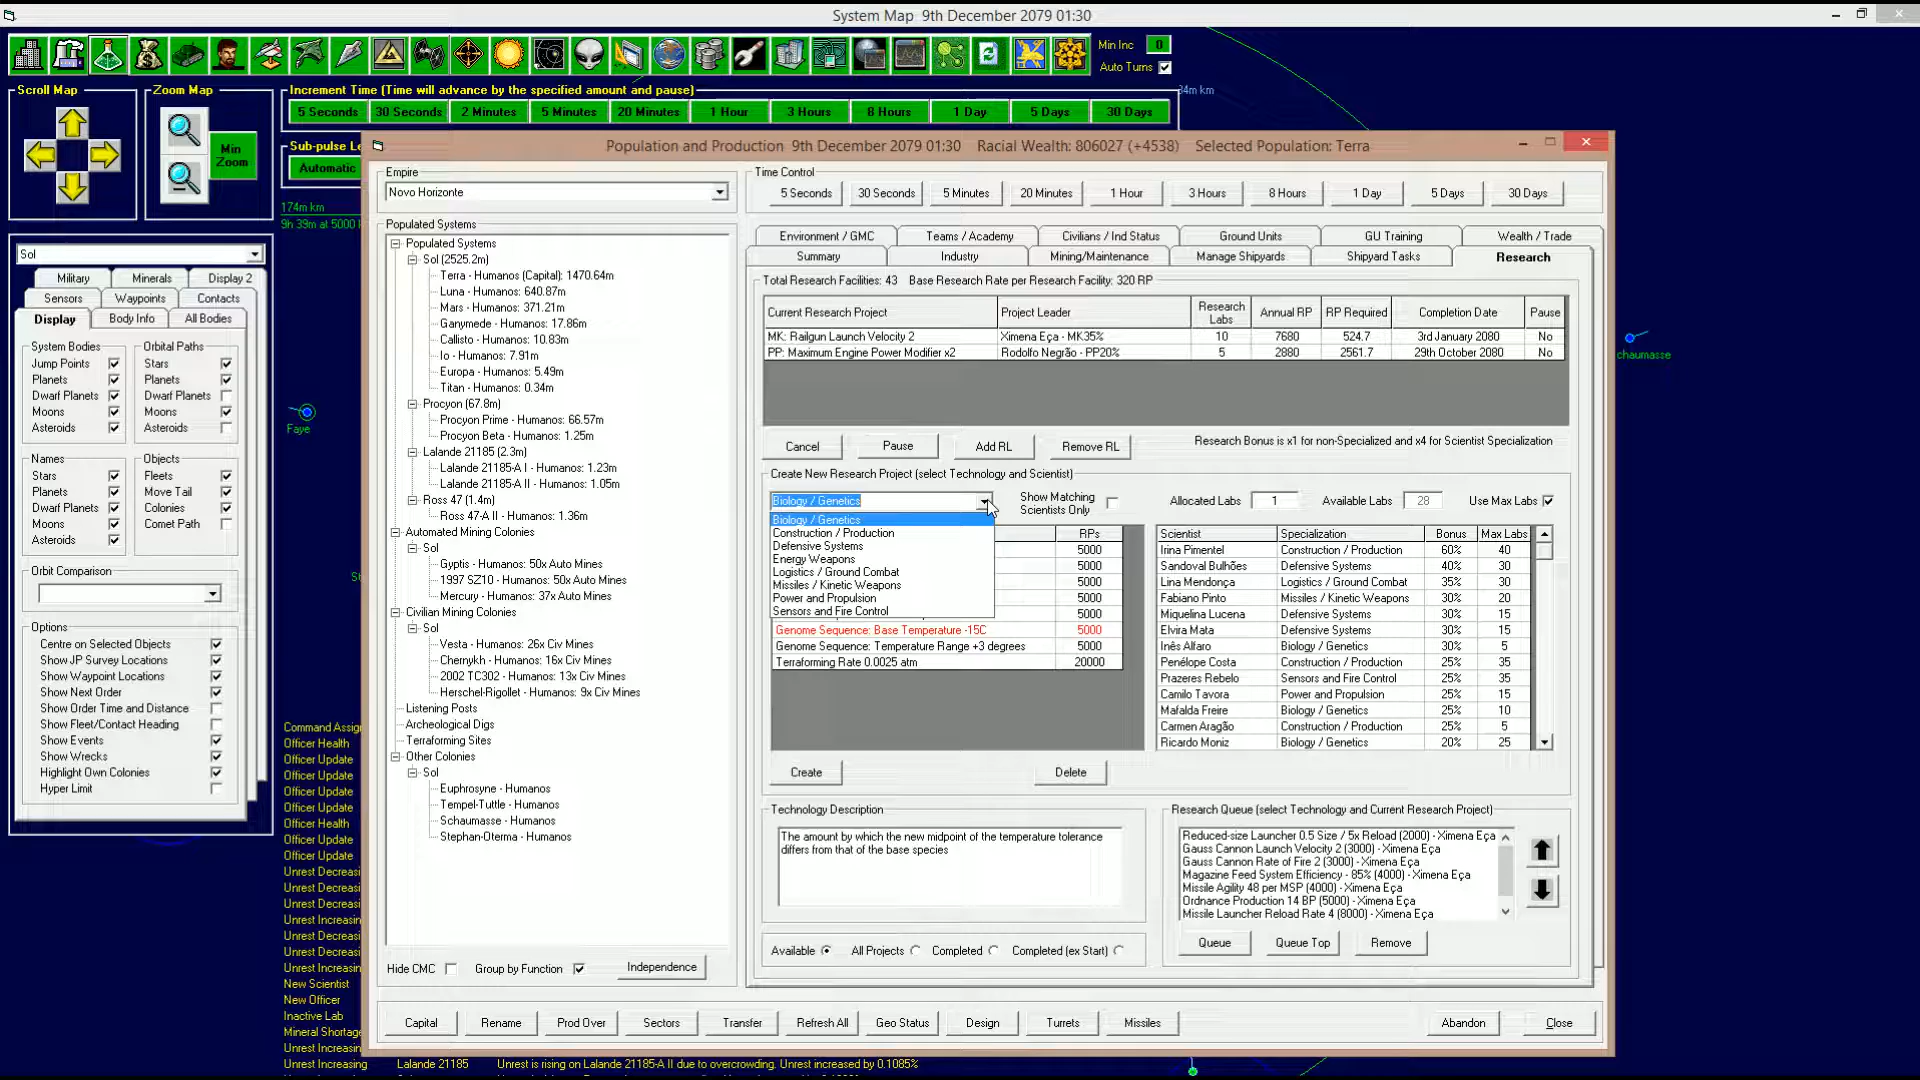 System Map   9th December 2079 01:30
Min Inc   0
Auto Turns
Scroll Map
Zoom Map
Min Zoom
Increment Time (Time will advance by the specified amount and pause)
5 Seconds   30 Seconds   2 Minutes   5 Minutes   20 Minutes   1 Hour   3 Hours   8 Hours   1 Day   5 Days   30 Days
Sub-pulse Le
Automatic
174m km
Population and Production   9th December 2079 01:30   Racial Wealth: 806027 (+4538)   Selected Population: Terra
Empire
Novo Horizonte
Time Control
5 Seconds   30 Seconds   5 Minutes   20 Minutes   1 Hour   3 Hours   8 Hours   1 Day   5 Days   30 Days
Populated Systems
Populated Systems
Sol (2525.2m)
Terra - Humanos (Capital): 1470.64m
Luna - Humanos: 640.87m
Mars - Humanos: 371.21m
Ganymede - Humanos: 17.86m
Callisto - Humanos: 10.83m
Io - Humanos: 7.91m
Europa - Humanos: 5.49m
Titan - Humanos: 0.34m
Procyon (67.8m)
Procyon Prime - Humanos: 66.57m
Procyon Beta - Humanos: 1.25m
Lalande 21185 (2.3m)
Lalande 21185-A I - Humanos: 1.23m
Lalande 21185-A II - Humanos: 1.05m
Ross 47 (1.4m)
Ross 47-A II - Humanos: 1.36m
Automated Mining Colonies
Sol
Gyptis - Humanos: 50x Auto Mines
1997 SZ10 - Humanos: 50x Auto Mines
Mercury - Humanos: 37x Auto Mines
Civilian Mining Colonies
Sol
Vesta - Humanos: 26x Civ Mines
Chernykh - Humanos: 16x Civ Mines
2002 TC302 - Humanos: 13x Civ Mines
Herschel-Rigollet - Humanos: 9x Civ Mines
Listening Posts
Archeological Digs
Terraforming Sites
Other Colonies
Sol
Euphrosyne - Humanos
Tempel-Tuttle - Humanos
Schaumasse - Humanos
Stephan-Oterma - Humanos
Hide CMC   Group by Function   Independence
Environment / GMC   Teams / Academy   Civilians / Ind Status   Ground Units   GU Training   Wealth / Trade
Summary   Industry   Mining/Maintenance   Manage Shipyards   Shipyard Tasks   Research
Total Research Facilities: 43   Base Research Rate per Research Facility: 320 RP
Current Research Project   Project Leader   Research Labs   Annual RP   RP Required   Completion Date   Pause
MK: Railgun Launch Velocity 2   Ximena Eça - MK35%   10   7680   524.7   3rd January 2080   No
PP: Maximum Engine Power Modifier x2   Rodolfo Negrão - PP20%   5   2880   2561.7   29th October 2080   No
Cancel   Pause   Add RL   Remove RL   Research Bonus is x1 for non-Specialized and x4 for Scientist Specialization
Create New Research Project (select Technology and Scientist)
Biology / Genetics   Show Matching Scientists Only   Allocated Labs   1   Available Labs   28   Use Max Labs
Biology / Genetics
Construction / Production
Defensive Systems
Energy Weapons
Logistics / Ground Combat
Missiles / Kinetic Weapons
Power and Propulsion
Sensors and Fire Control
RPs
5000
5000
5000
5000
5000
Genome Sequence: Base Temperature -15C   5000
Genome Sequence: Temperature Range +3 degrees   5000
Terraforming Rate 0.0025 atm   20000
Scientist   Specialization   Bonus   Max Labs
Irina Pimentel   Construction / Production   60%   40
Sandoval Bulhões   Defensive Systems   40%   30
Lina Mendonça   Logistics / Ground Combat   35%   30
Fabiano Pinto   Missiles / Kinetic Weapons   30%   20
Miquelina Lucena   Defensive Systems   30%   15
Elvira Mata   Defensive Systems   30%   15
Inês Alfaro   Biology / Genetics   30%   5
Penélope Costa   Construction / Production   25%   35
Prazeres Rebelo   Sensors and Fire Control   25%   35
Camilo Tavora   Power and Propulsion   25%   15
Mafalda Freire   Biology / Genetics   25%   10
Carmen Aragão   Construction / Production   25%   5
Ricardo Moniz   Biology / Genetics   20%   25
Create   Delete
Technology Description
The amount by which the new midpoint of the temperature tolerance
differs from that of the base species
Research Queue (select Technology and Current Research Project)
Reduced-size Launcher 0.5 Size / 5x Reload (2000) - Ximena Eça
Gauss Cannon Launch Velocity 2 (3000) - Ximena Eça
Gauss Cannon Rate of Fire 2 (3000) - Ximena Eça
Magazine Feed System Efficiency - 85% (4000) - Ximena Eça
Missile Agility 48 per MSP (4000) - Ximena Eça
Ordnance Production 14 BP (5000) - Ximena Eça
Missile Launcher Reload Rate 4 (8000) - Ximena Eça
Queue   Queue Top   Remove
Available   All Projects   Completed   Completed (ex Start)
Capital   Rename   Prod Over   Sectors   Transfer   Refresh All   Geo Status   Design   Turrets   Missiles   Abandon   Close
Sol
Military   Minerals   Display 2
Sensors   Waypoints   Contacts
Display   Body Info   All Bodies
System Bodies
Jump Points
Planets
Dwarf Planets
Moons
Asteroids
Orbital Paths
Stars
Planets
Dwarf Planets
Moons
Asteroids
Names
Stars
Planets
Dwarf Planets
Moons
Asteroids
Objects
Fleets
Move Tail
Colonies
Comet Path
Orbit Comparison
Options
Centre on Selected Objects
Show JP Survey Locations
Show Waypoint Locations
Show Next Order
Show Order Time and Distance
Show Fleet/Contact Heading
Show Events
Show Wrecks
Highlight Own Colonies
Hyper Limit
Faye
chaumasse
Command Assig
Officer Health
Officer Update
Officer Update
Officer Update
Officer Update
Officer Health
Officer Update
Officer Update
Unrest Decreasi
Unrest Decreasi
Unrest Decreasi
Unrest Increasin
Unrest Decreasi
Unrest Decreasi
Unrest Increasin
New Scientist
New Officer
Inactive Lab
Mineral Shortage
Unrest Increasin
Unrest Increasing   Lalande 21185   Unrest is rising on Lalande 21185-A II due to overcrowding. Unrest increased by 0.1085%